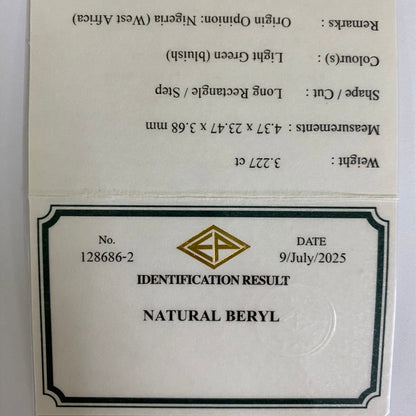 Weight : 3.227 ct
Measurements : 4.37 x 23.47 x 3.68 mm
Shape / Cut : Long Rectangle / Step
Colour(s) : Light Green (bluish)
Remarks : Origin Opinion: Nigeria (West Africa)
No.
128686-2
EP
DATE
9/July/2025
IDENTIFICATION RESULT
NATURAL BERYL